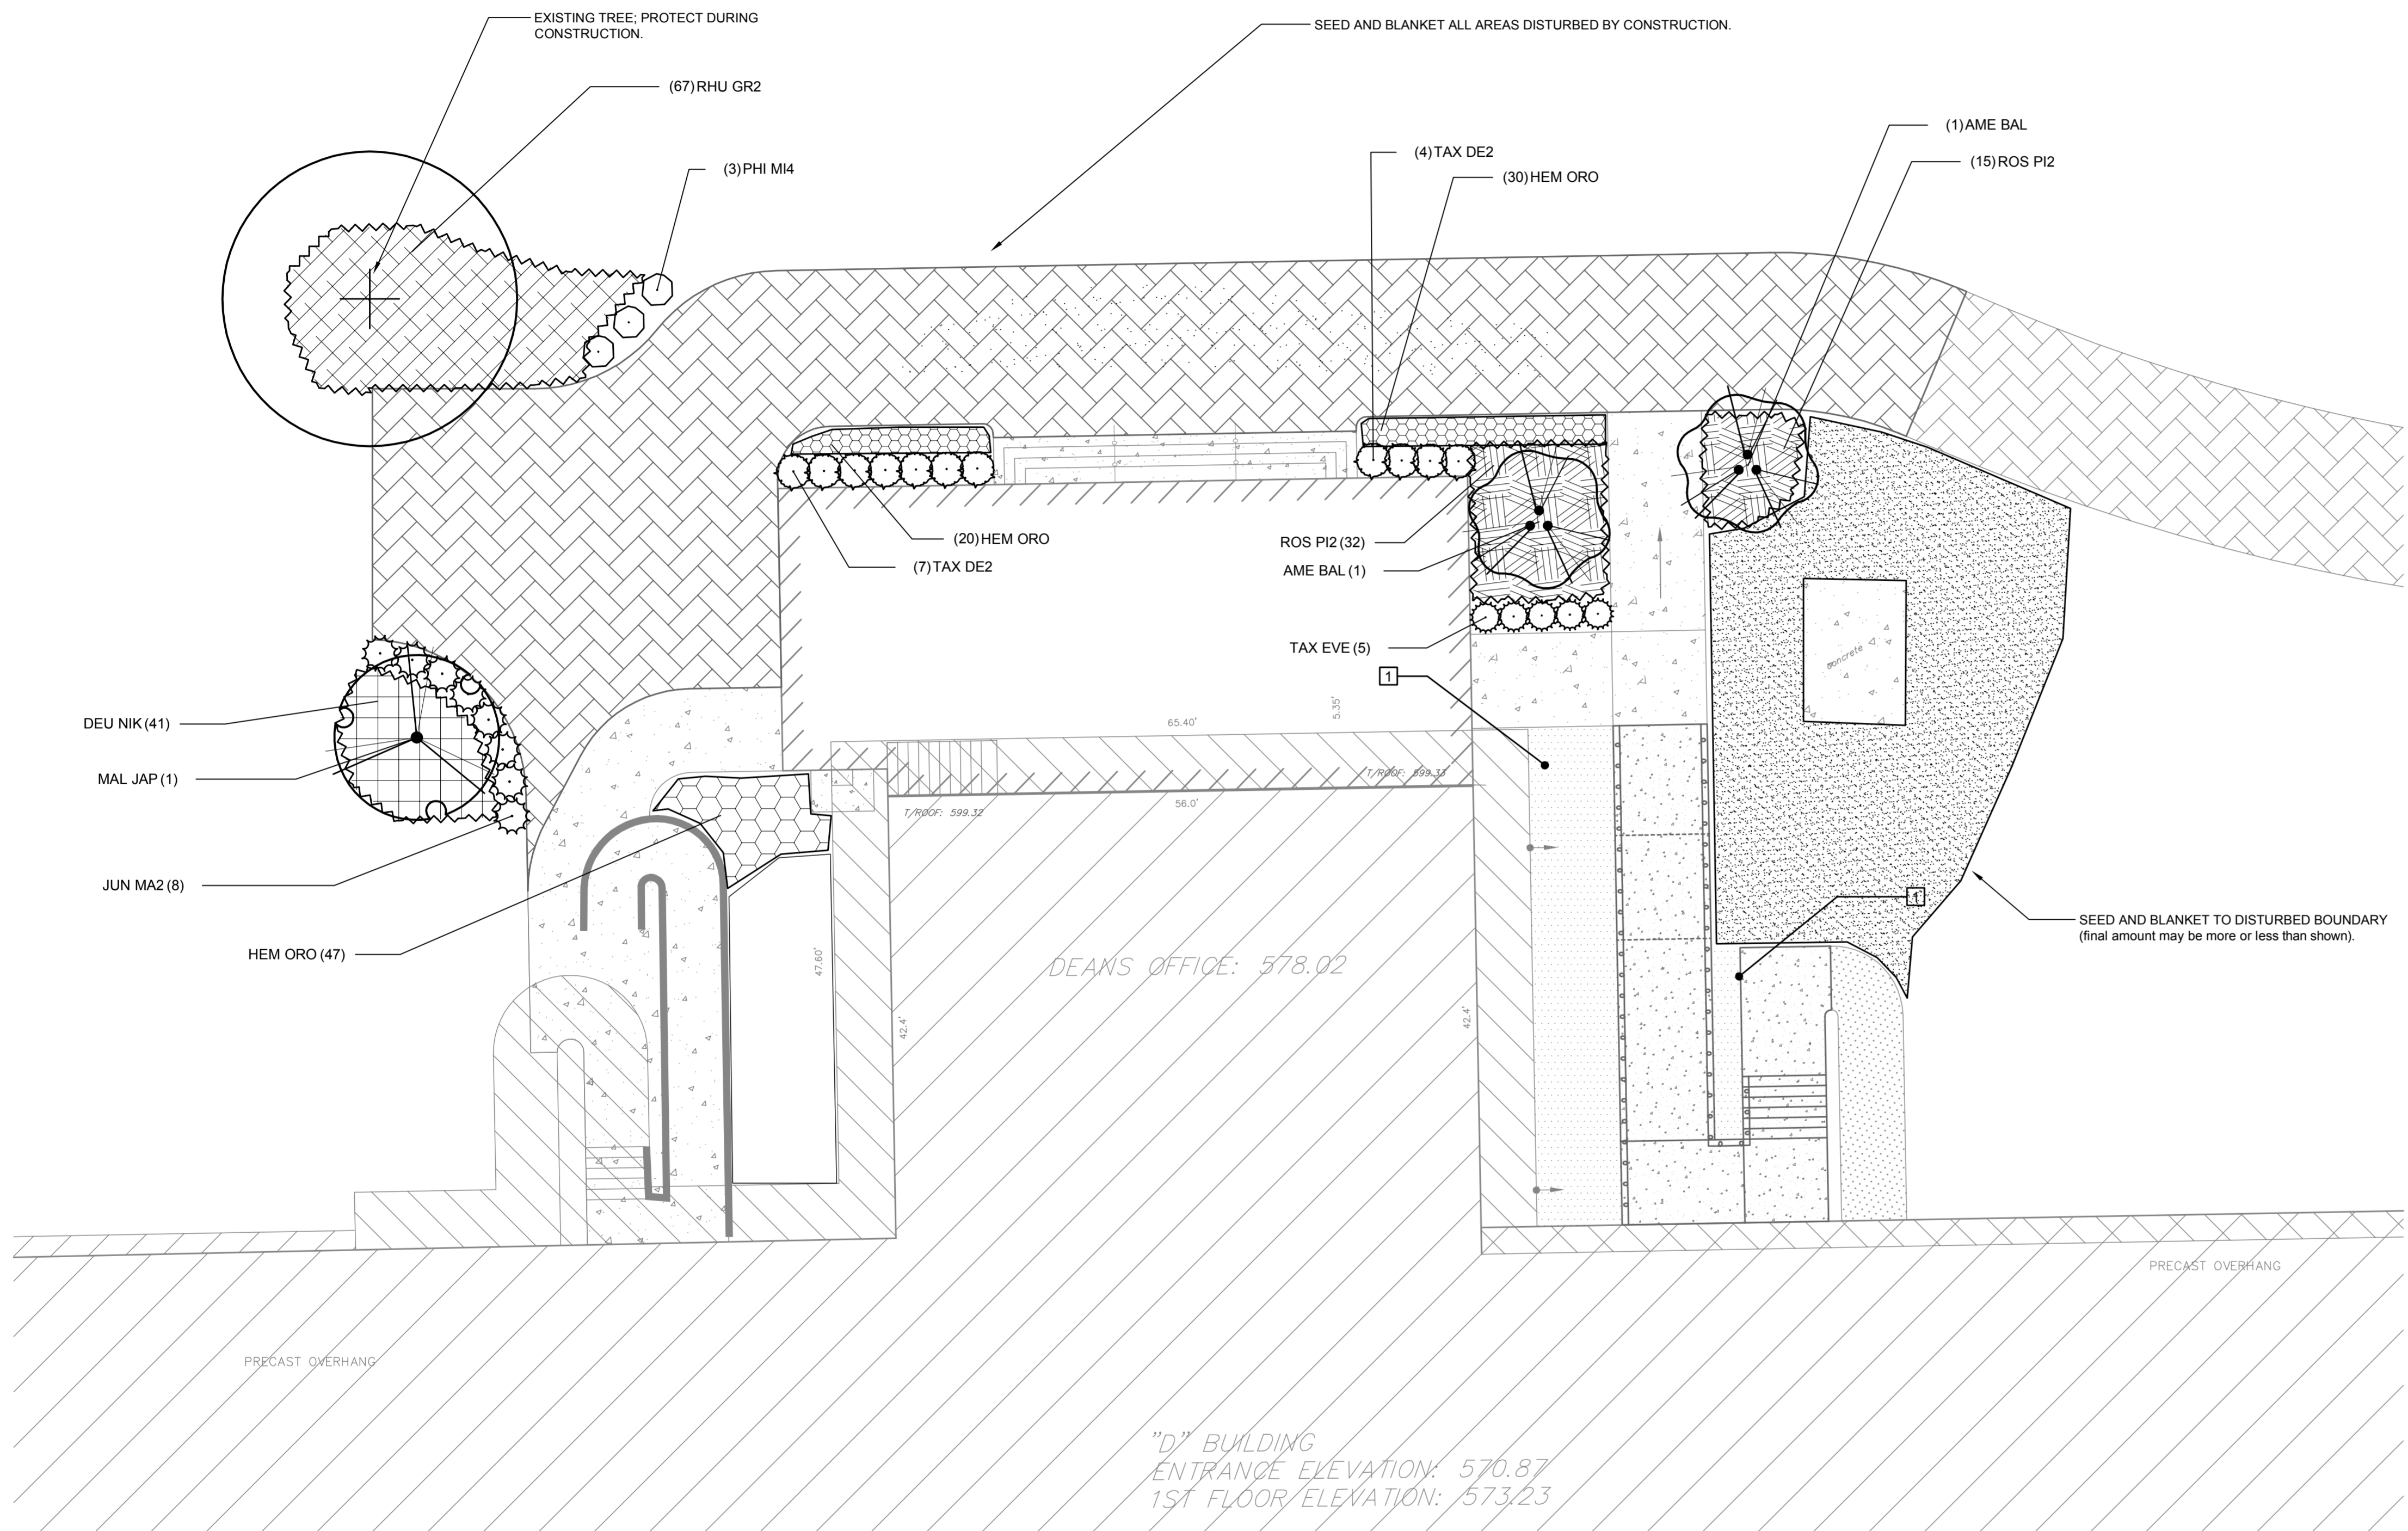 EXISTING TREE; PROTECT DURING
CONSTRUCTION.
SEED AND BLANKET ALL AREAS DISTURBED BY CONSTRUCTION.
(67) RHU GR2
(1) AME BAL
(4) TAX DE2
(15) ROS PI2
(3) PHI MI4
(30) HEM ORO
(20) HEM ORO
ROS PI2 (32)
(7) TAX DE2
AME BAL (1)
TAX EVE (5)
concrete
1
DEU NIK (41)
65.40'
5.35'
MAL JAP (1)
T/ROOF: 599.33
56.0'
T/ROOF: 599.32
JUN MA2 (8)
1
SEED AND BLANKET TO DISTURBED BOUNDARY
(final amount may be more or less than shown).
HEM ORO (47)
47.60'
DEANS OFFICE: 578.02
42.4'
42.4'
PRECAST OVERHANG
PRECAST OVERHANG
"D" BUILDING
ENTRANCE ELEVATION: 570.87
1ST FLOOR ELEVATION: 573.23